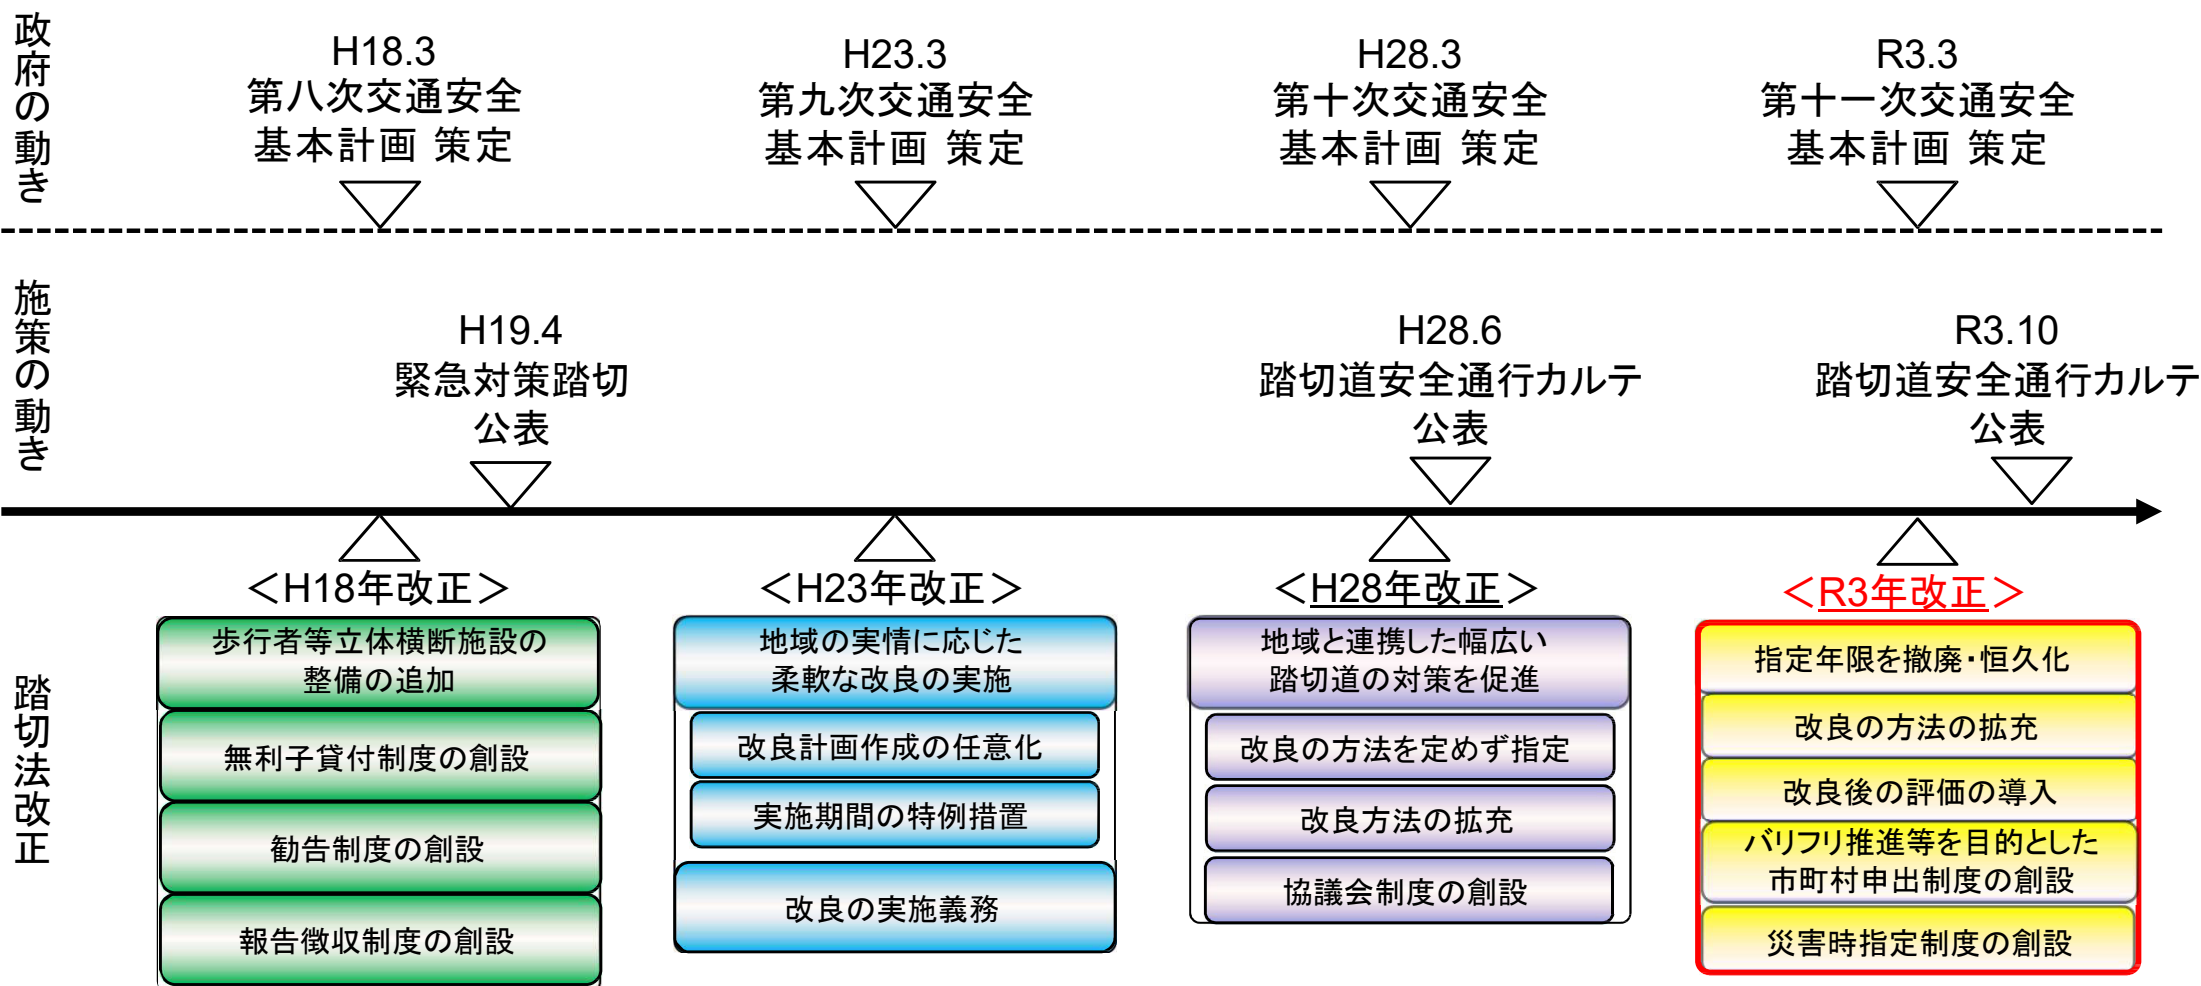 政府の動き
H18.3
第八次交通安全
基本計画 策定
H23.3
第九次交通安全
基本計画 策定
H28.3
第十次交通安全
基本計画 策定
R3.3
第十一次交通安全
基本計画 策定
施策の動き
H19.4
緊急対策踏切
公表
H28.6
踏切道安全通行カルテ
公表
R3.10
踏切道安全通行カルテ
公表
踏切法改正
＜H18年改正＞
歩行者等立体横断施設の
整備の追加
無利子貸付制度の創設
勧告制度の創設
報告徴収制度の創設
＜H23年改正＞
地域の実情に応じた
柔軟な改良の実施
改良計画作成の任意化
実施期間の特例措置
改良の実施義務
＜H28年改正＞
地域と連携した幅広い
踏切道の対策を促進
改良の方法を定めず指定
改良方法の拡充
協議会制度の創設
＜R3年改正＞
指定年限を撤廃・恒久化
改良の方法の拡充
改良後の評価の導入
バリフリ推進等を目的とした
市町村申出制度の創設
災害時指定制度の創設